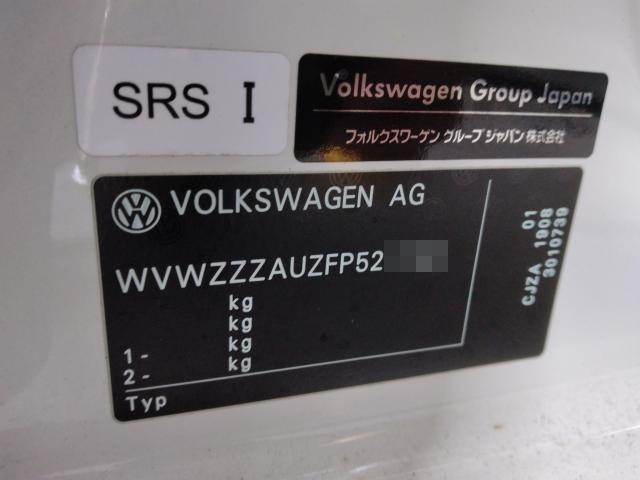 SRS I
Volkswagen Group Japan
フォルクスワーゲン グループ ジャパン 株式会社
VOLKSWAGEN AG
WVWZZZAUZFP52
kg
kg
1- kg
2- kg
Typ
01
CJZA 1908
3010739